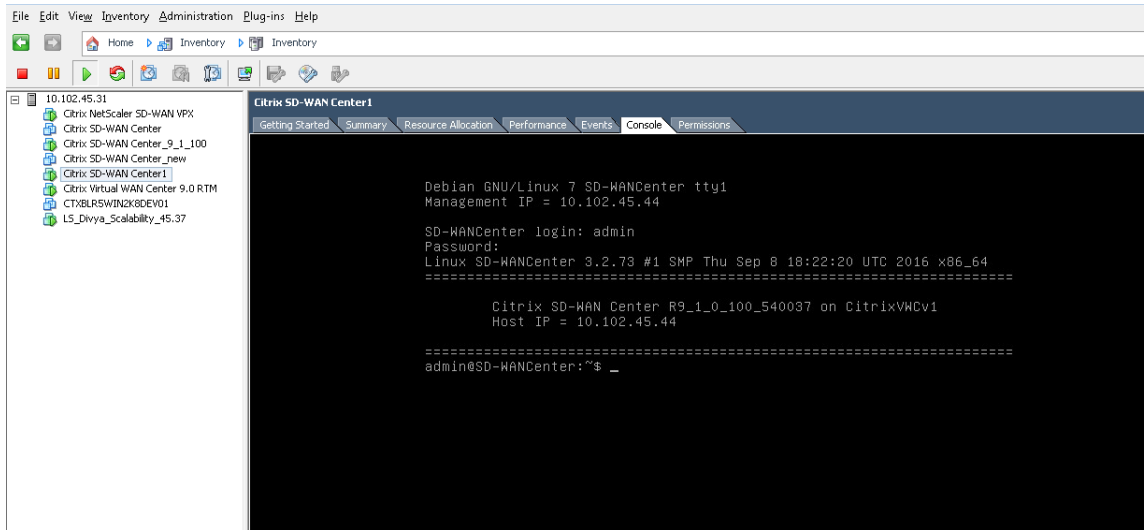 File Edit View Inventory Administration Plug-ins Help
Home Inventory Inventory
10.102.45.31
Citrix NetScaler SD-WAN VPX
Citrix SD-WAN Center
Citrix SD-WAN Center_9_1_100
Citrix SD-WAN Center_new
Citrix SD-WAN Center1
Citrix Virtual WAN Center 9.0 RTM
CTXBLR5WIN2K8DEV01
LS_Divya_Scalability_45.37
Citrix SD-WAN Center1
Getting Started Summary Resource Allocation Performance Events Console Permissions
Debian GNU/Linux 7 SD-WANCenter tty1
Management IP = 10.102.45.44
SD-WANCenter login: admin
Password:
Linux SD-WANCenter 3.2.73 #1 SMP Thu Sep 8 18:22:20 UTC 2016 x86_64
======================================================================
Citrix SD-WAN Center R9_1_0_100_540037 on CitrixVWCv1
Host IP = 10.102.45.44
======================================================================
admin@SD-WANCenter:~$ _